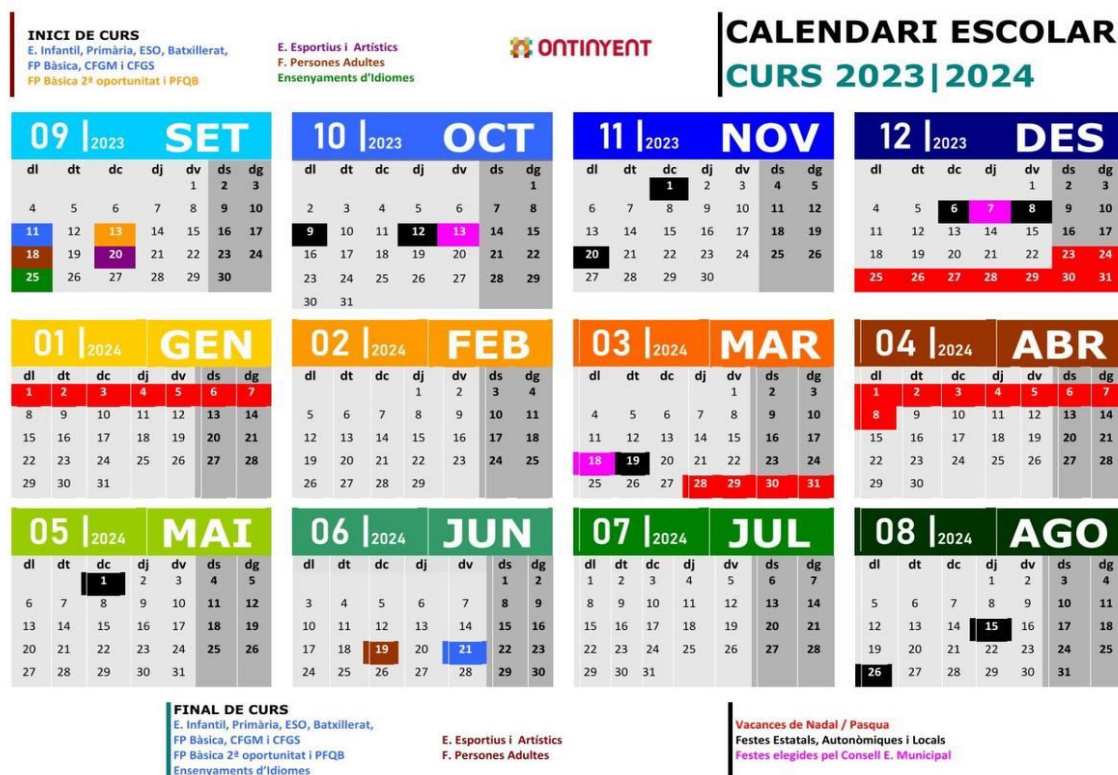 INICI DE CURS
E. Infantil, Primària, ESO, Batxillerat,
FP Bàsica, CFGM i CFGS
FP Bàsica 2ª oportunitat i PFQB
E. Esportius i Artístics
F. Persones Adultes
Ensenyaments d'Idiomes
ONTINYENT
CALENDARI ESCOLAR
CURS 2023|2024
09 |2023 SET
dl dt dc dj dv ds dg
1 2 3
4 5 6 7 8 9 10
11 12 13 14 15 16 17
18 19 20 21 22 23 24
25 26 27 28 29 30
10 |2023 OCT
dl dt dc dj dv ds dg
1
2 3 4 5 6 7 8
9 10 11 12 13 14 15
16 17 18 19 20 21 22
23 24 25 26 27 28 29
30 31
11 |2023 NOV
dl dt dc dj dv ds dg
1 2 3 4 5
6 7 8 9 10 11 12
13 14 15 16 17 18 19
20 21 22 23 24 25 26
27 28 29 30
12 |2023 DES
dl dt dc dj dv ds dg
1 2 3
4 5 6 7 8 9 10
11 12 13 14 15 16 17
18 19 20 21 22 23 24
25 26 27 28 29 30 31
01 |2024 GEN
dl dt dc dj dv ds dg
1 2 3 4 5 6 7
8 9 10 11 12 13 14
15 16 17 18 19 20 21
22 23 24 25 26 27 28
29 30 31
02 |2024 FEB
dl dt dc dj dv ds dg
1 2 3 4
5 6 7 8 9 10 11
12 13 14 15 16 17 18
19 20 21 22 23 24 25
26 27 28 29
03 |2024 MAR
dl dt dc dj dv ds dg
1 2 3
4 5 6 7 8 9 10
11 12 13 14 15 16 17
18 19 20 21 22 23 24
25 26 27 28 29 30 31
04 |2024 ABR
dl dt dc dj dv ds dg
1 2 3 4 5 6 7
8 9 10 11 12 13 14
15 16 17 18 19 20 21
22 23 24 25 26 27 28
29 30
05 |2024 MAI
dl dt dc dj dv ds dg
1 2 3 4 5
6 7 8 9 10 11 12
13 14 15 16 17 18 19
20 21 22 23 24 25 26
27 28 29 30 31
06 |2024 JUN
dl dt dc dj dv ds dg
1 2
3 4 5 6 7 8 9
10 11 12 13 14 15 16
17 18 19 20 21 22 23
24 25 26 27 28 29 30
07 |2024 JUL
dl dt dc dj dv ds dg
1 2 3 4 5 6 7
8 9 10 11 12 13 14
15 16 17 18 19 20 21
22 23 24 25 26 27 28
29 30 31
08 |2024 AGO
dl dt dc dj dv ds dg
1 2 3 4
5 6 7 8 9 10 11
12 13 14 15 16 17 18
19 20 21 22 23 24 25
26 27 28 29 30 31
FINAL DE CURS
E. Infantil, Primària, ESO, Batxillerat,
FP Bàsica, CFGM i CFGS
FP Bàsica 2ª oportunitat i PFQB
Ensenyaments d'Idiomes
E. Esportius i Artístics
F. Persones Adultes
Vacances de Nadal / Pasqua
Festes Estatals, Autonòmiques i Locals
Festes elegides pel Consell E. Municipal